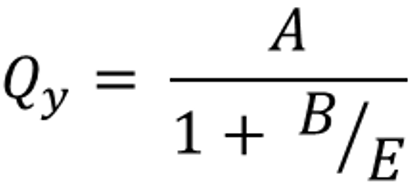 Q_y = A / (1 + B/E)